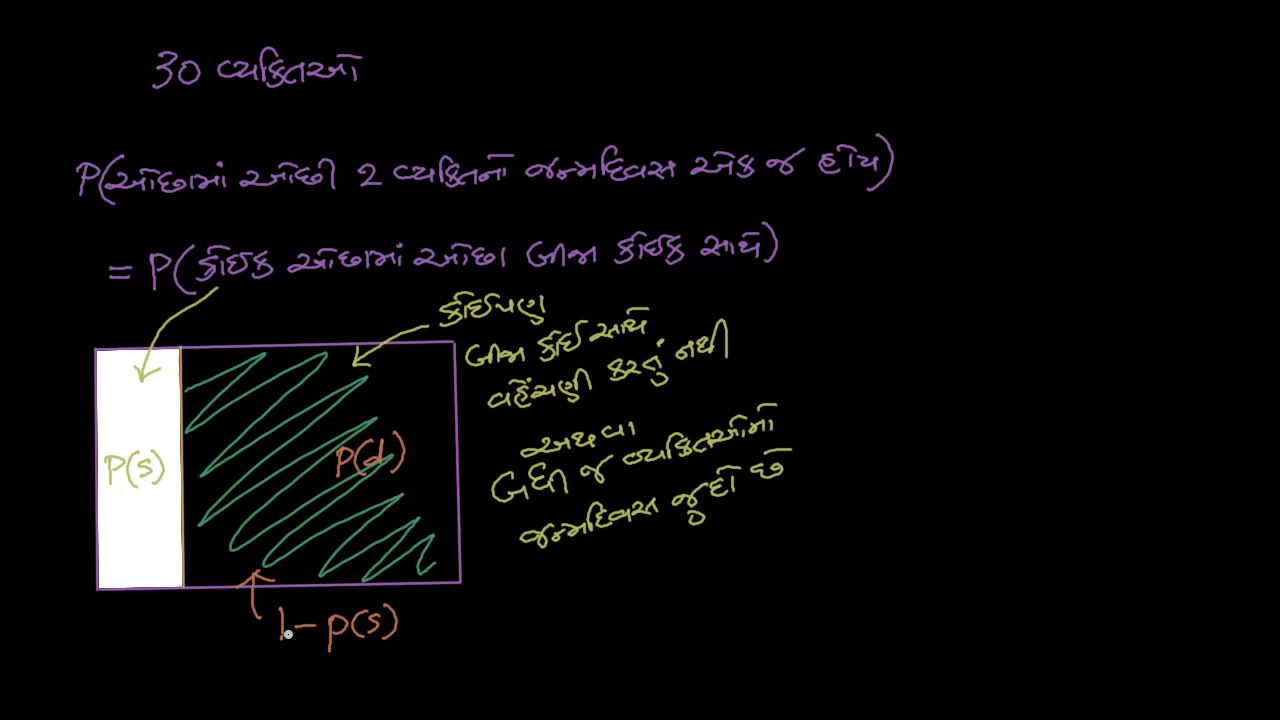 30 વ્યક્તિઓ
P(ઓછામાં ઓછી 2 વ્યક્તિનો જન્મદિવસ એક જ હોય)
= P(કોઈક ઓછામાં ઓછા બીજા કોઈક સાથે)
કોઈપણ
બીજા કોઈ સાથે
વહેંચણી કરતું નથી
અથવા
બધી જ વ્યક્તિઓનો
જન્મદિવસ જુદો છે
P(s)
P(d)
1 - P(s)